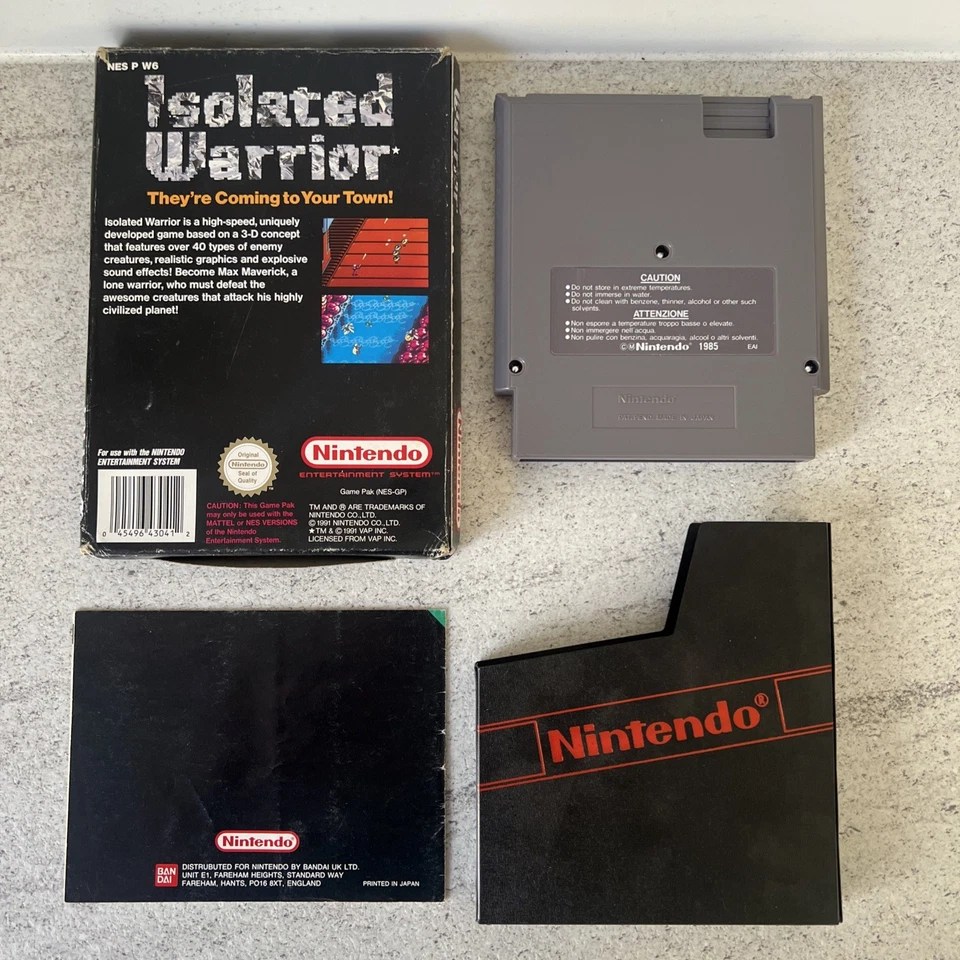 NES P W6
Isolated
Warrior*
They're Coming to Your Town!
Isolated Warrior is a high-speed, uniquely
developed game based on a 3-D concept
that features over 40 types of enemy
creatures, realistic graphics and explosive
sound effects! Become Max Maverick, a
lone warrior, who must defeat the
awesome creatures that attack his highly
civilized planet!
For use with the NINTENDO
ENTERTAINMENT SYSTEM
0 45496 43041 2
Original
Nintendo
Seal of
Quality
CAUTION: This Game Pak
may only be used with the
MATTEL or NES VERSIONS
of the Nintendo
Entertainment System.
Nintendo
ENTERTAINMENT SYSTEM™
Game Pak (NES-GP)
TM AND ® ARE TRADEMARKS OF
NINTENDO CO., LTD.
© 1991 NINTENDO CO., LTD.
★TM & © 1991 VAP INC.
LICENSED FROM VAP INC.
CAUTION
●Do not store in extreme temperatures.
●Do not immerse in water.
●Do not clean with benzene, thinner, alcohol or other such
solvents.
ATTENZIONE
●Non esporre a temperature troppo basse o elevate.
●Non immergere nell'acqua.
●Non pulire con benzina, acquaragia, alcool o altri solventi.
©M Nintendo® 1985 EAI
Nintendo
PAT. PEND. MADE IN JAPAN
Nintendo
BAN
DAI
DISTRUBUTED FOR NINTENDO BY BANDAI UK LTD.
UNIT E1, FAREHAM HEIGHTS, STANDARD WAY
FAREHAM, HANTS, PO16 8XT, ENGLAND
PRINTED IN JAPAN
Nintendo®